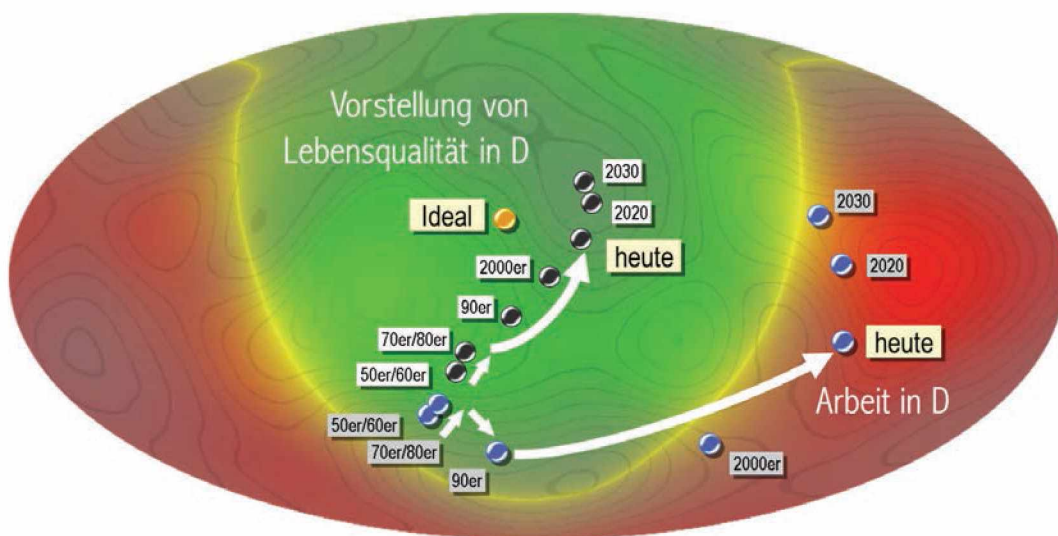 Vorstellung von
Lebensqualität in D
2030
2020
Ideal
heute
2000er
90er
70er/80er
50er/60er
2030
2020
heute
Arbeit in D
50er/60er
70er/80er
90er
2000er